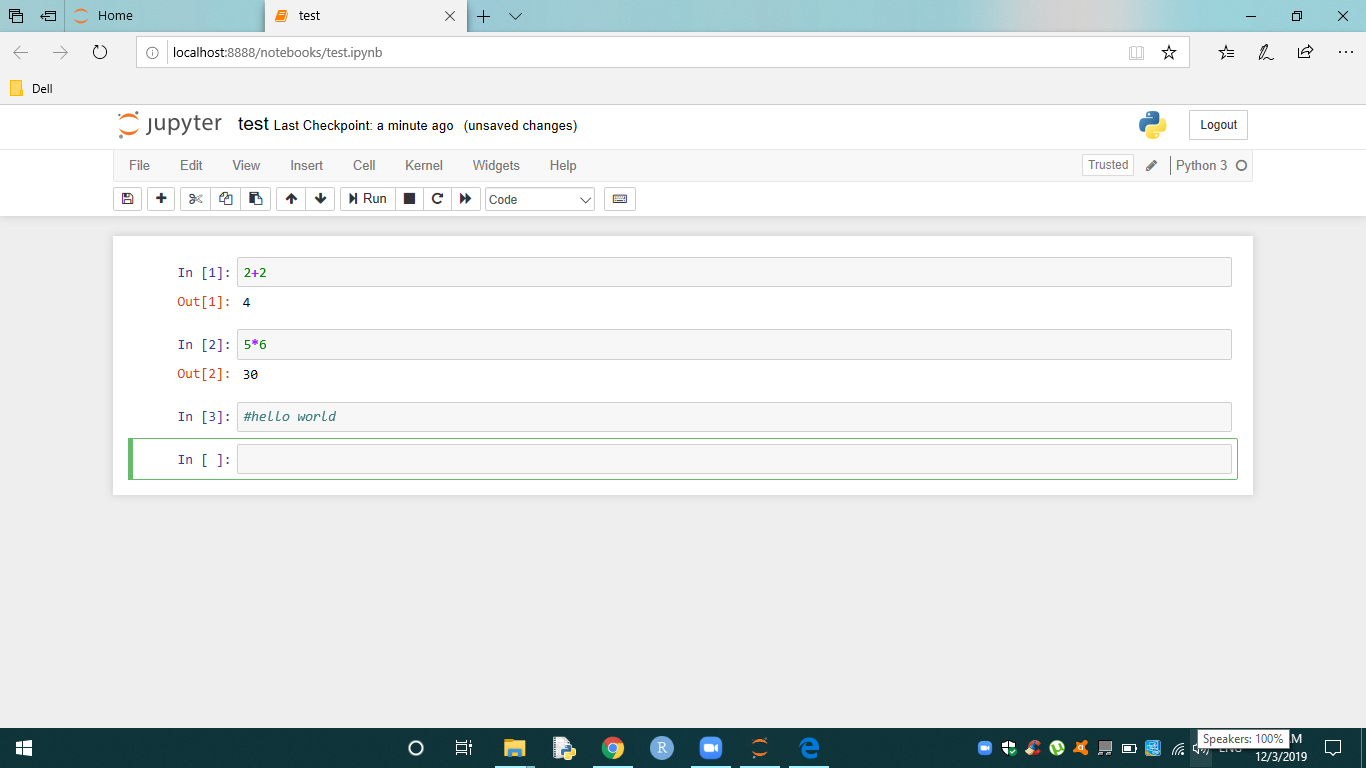 Home
test
localhost:8888/notebooks/test.ipynb
Dell
jupyter test Last Checkpoint: a minute ago (unsaved changes)
Logout
File Edit View Insert Cell Kernel Widgets Help
Trusted Python 3
Run Code
In [1]: 2+2
Out[1]: 4
In [2]: 5*6
Out[2]: 30
In [3]: #hello world
In [ ]:
R
Speakers: 100%
12/3/2019